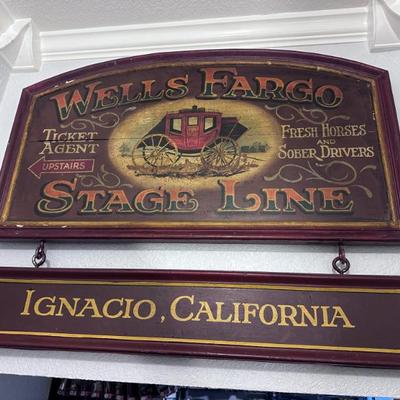 WELLS FARGO
TICKET AGENT
UPSTAIRS
FRESH HORSES
AND
SOBER DRIVERS
STAGE LINE
IGNACIO, CALIFORNIA